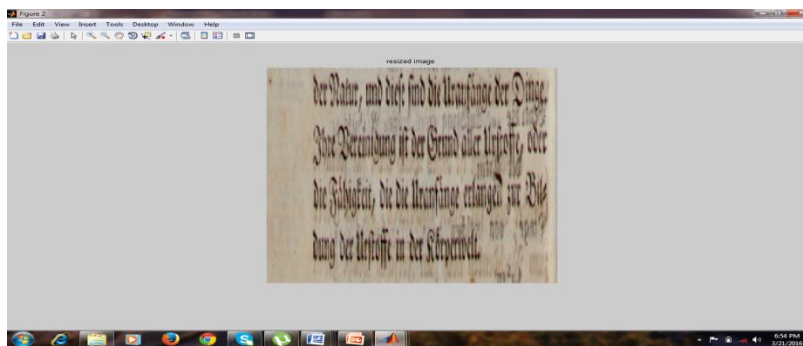 Figure 2
File Edit View Insert Tools Desktop Window Help
resized image
der Natur, und diese sind die Uranfänge der Dinge.
Ihre Vereinigung ist der Grund aller Urstoffe, oder
die Fähigkeit, die die Uranfänge erlangen zur Bil-
dung der Urstoffe in der Körperwelt.
6:54 PM
3/21/2016